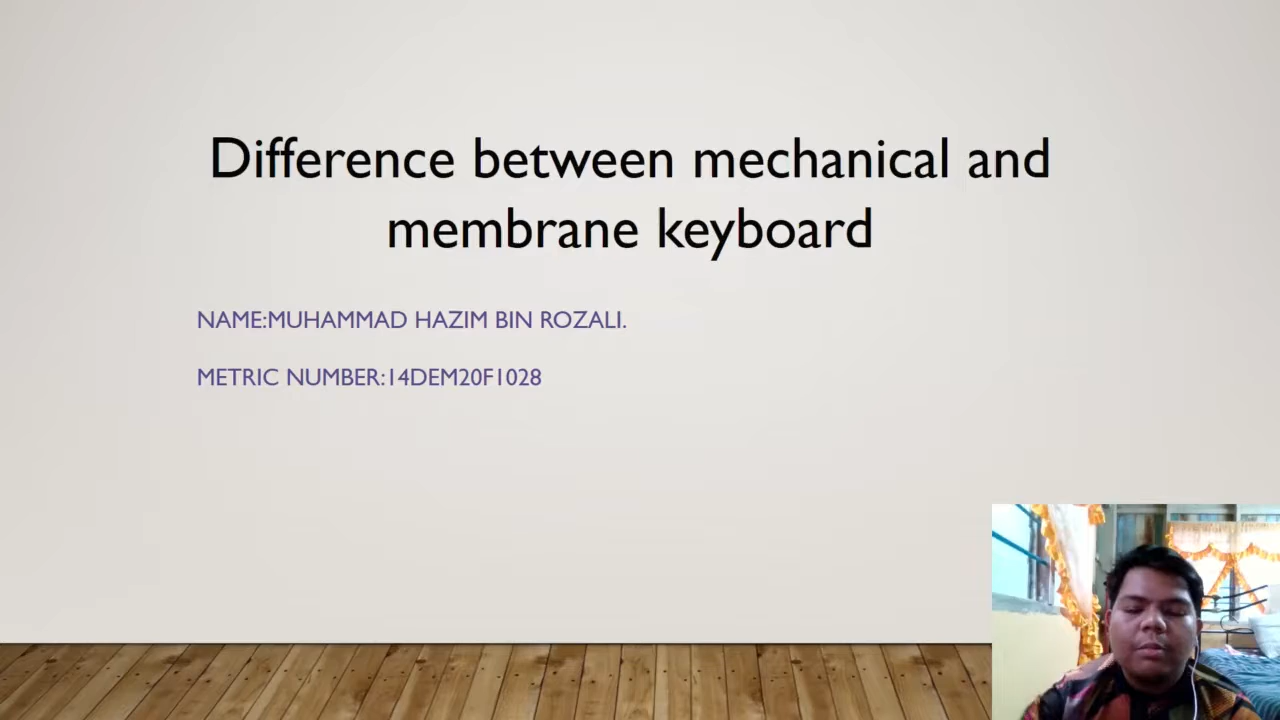 Difference between mechanical and
membrane keyboard
NAME:MUHAMMAD HAZIM BIN ROZALI.
METRIC NUMBER:14DEM20F1028